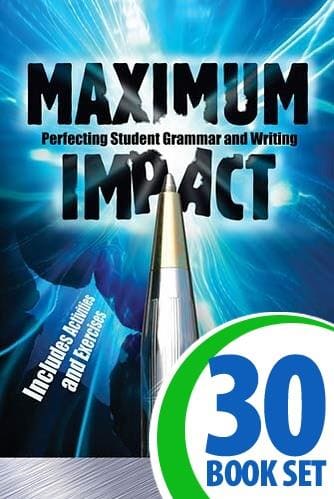 MAXIMUM
Perfecting Student Grammar and Writing
IMPACT
Includes Activities
and Exercises
30
BOOK SET